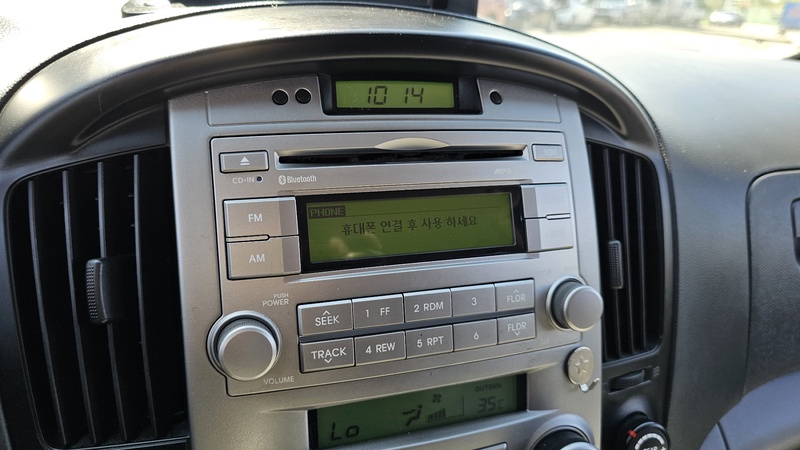 10 14
CD-IN
Bluetooth
MP3
FM
AM
PHONE
휴대폰 연결 후 사용 하세요
PUSH
POWER
VOLUME
SEEK
1 FF
2 RDM
3
FLDR
TRACK
4 REW
5 RPT
6
FLDR
Lo
OUTSIDE
35℃